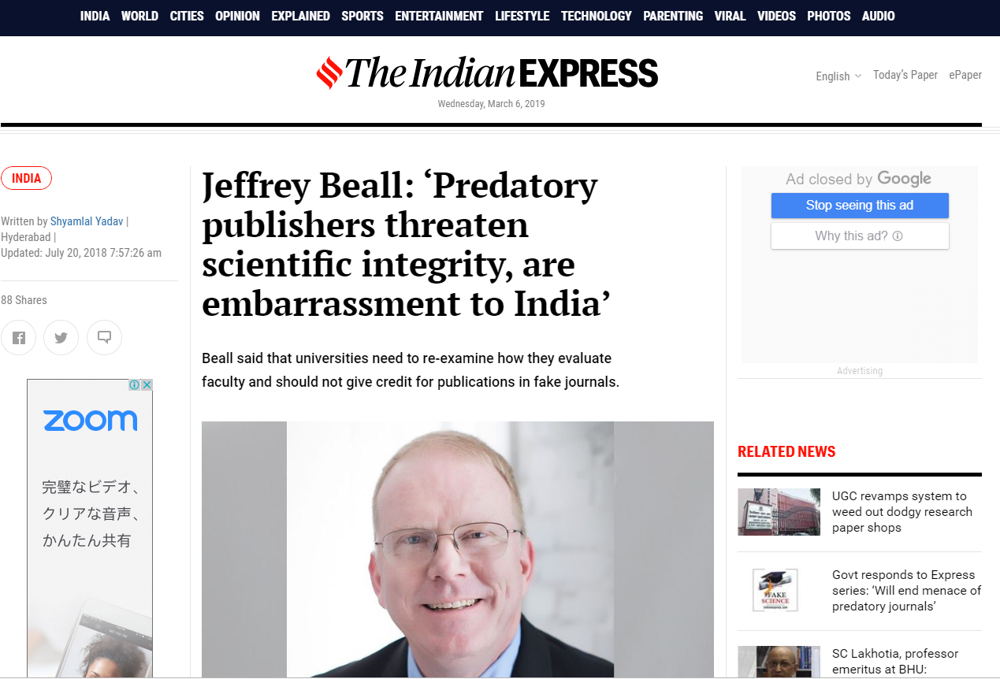 INDIA WORLD CITIES OPINION EXPLAINED SPORTS ENTERTAINMENT LIFESTYLE TECHNOLOGY PARENTING VIRAL VIDEOS PHOTOS AUDIO
The Indian EXPRESS
Wednesday, March 6, 2019
English Today's Paper ePaper
INDIA
Written by Shyamlal Yadav |
Hyderabad |
Updated: July 20, 2018 7:57:26 am
88 Shares
zoom
完璧なビデオ、
クリアな音声、
かんたん共有
Jeffrey Beall: ‘Predatory
publishers threaten
scientific integrity, are
embarrassment to India’
Beall said that universities need to re-examine how they evaluate
faculty and should not give credit for publications in fake journals.
Ad closed by Google
Stop seeing this ad
Why this ad?
Advertising
RELATED NEWS
UGC revamps system to
weed out dodgy research
paper shops
#FAKE
SCIENCE
Govt responds to Express
series: ‘Will end menace of
predatory journals’
SC Lakhotia, professor
emeritus at BHU: